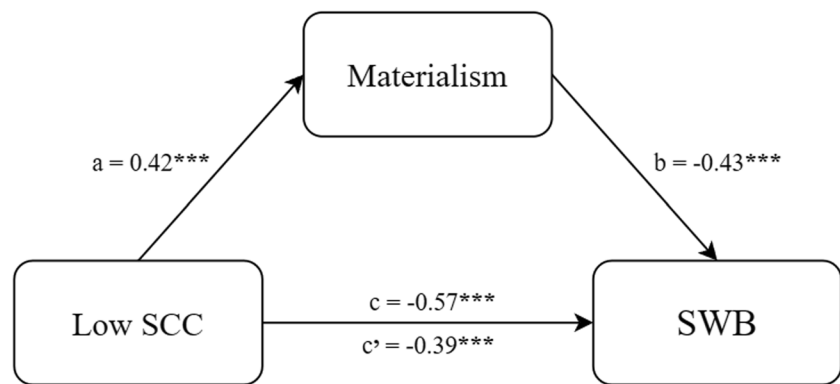 Materialism
a = 0.42***
b = -0.43***
Low SCC
c = -0.57***
c’ = -0.39***
SWB